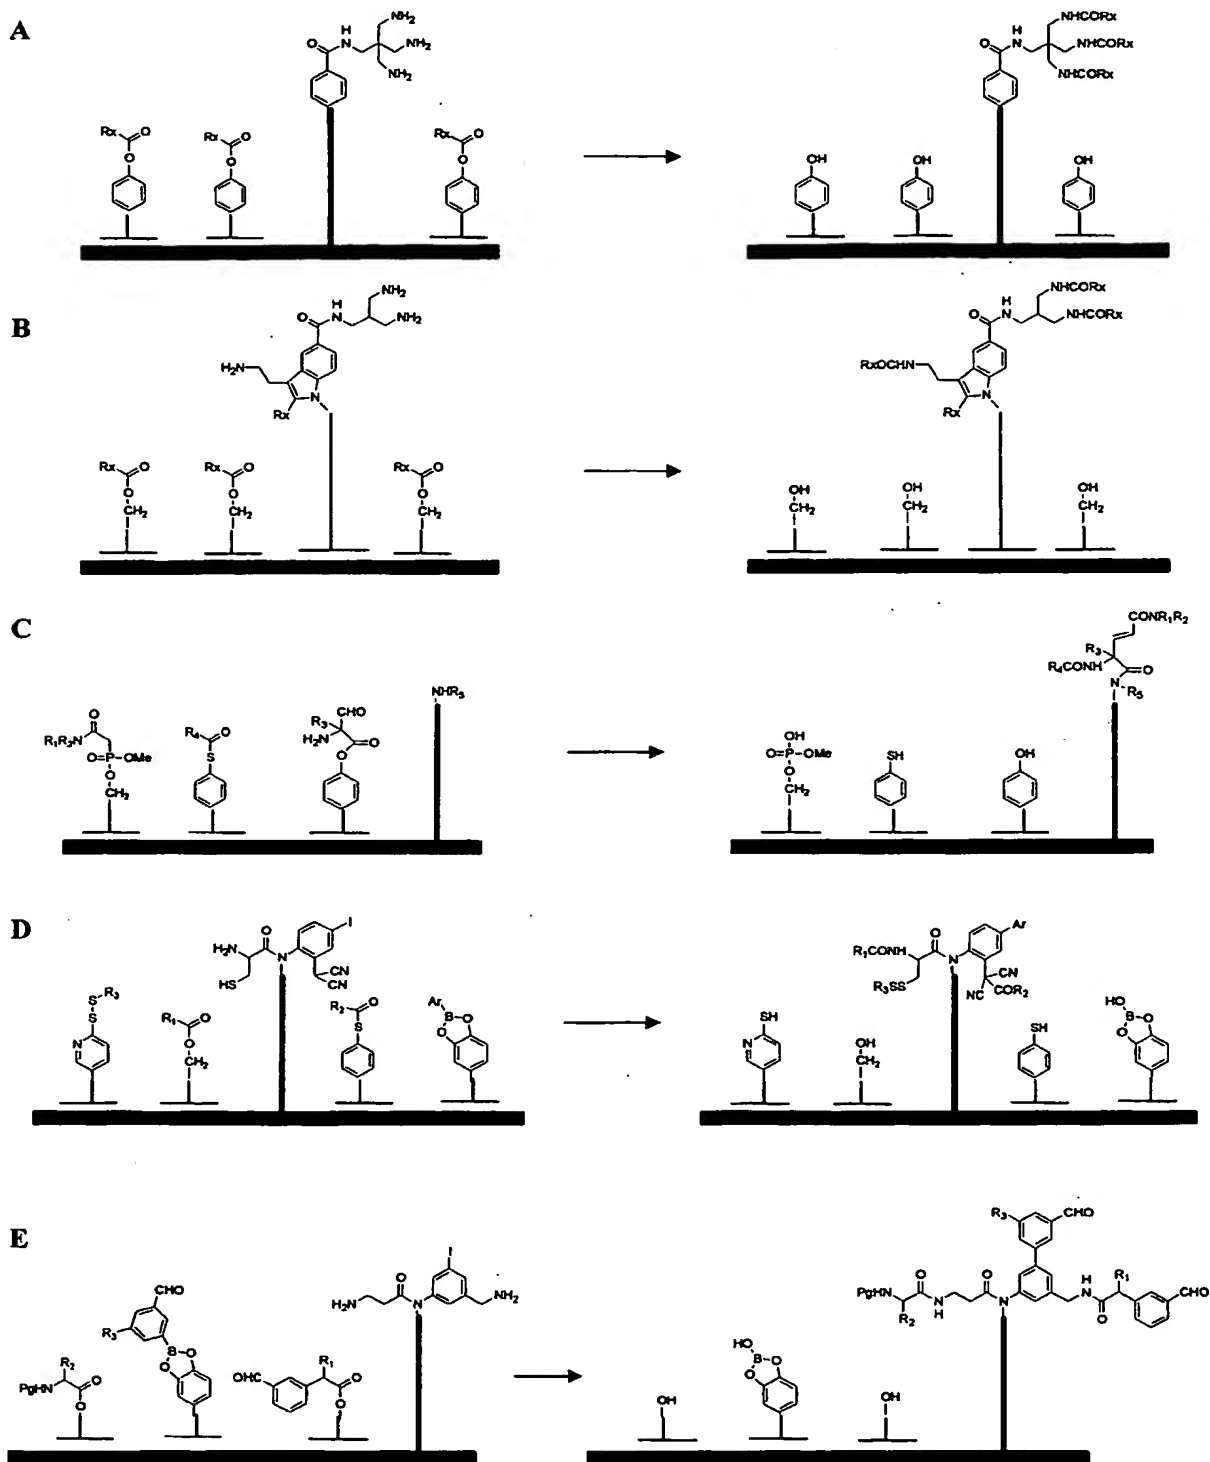 A
O
H
N
NH2
NH2
NH2
Rx
O
O
Rx
O
O
Rx
O
O
O
H
N
NHCORx
NHCORx
NHCORx
OH
OH
OH
B
O
H
N
NH2
NH2
H2N
N
Rx
Rx
O
O
CH2
Rx
O
O
CH2
Rx
O
O
CH2
O
H
N
NHCORx
NHCORx
RxOCHN
N
Rx
OH
CH2
OH
CH2
OH
CH2
C
O
R1R2N
O=P-OMe
O
CH2
R4
O
S
CHO
R3
H2N
O
O
NHR5
OH
O=P-OMe
O
CH2
SH
OH
CONR1R2
R3
R4CONH
O
N
R5
D
R3
S
S
N
R1
O
O
CH2
H2N
O
HS
N
I
CN
CN
R2
O
S
Ar
B
O
O
SH
N
OH
CH2
R1CONH
O
N
R3SS
Ar
CN
NC
COR2
SH
HO
B
O
O
E
R2
PgHN
O
O
CHO
R3
B
O
O
OHC
R1
O
O
H2N
O
N
I
NH2
OH
HO
B
O
O
OH
R3
CHO
PgHN
R2
O
N
H
O
N
H
N
O
R1
CHO